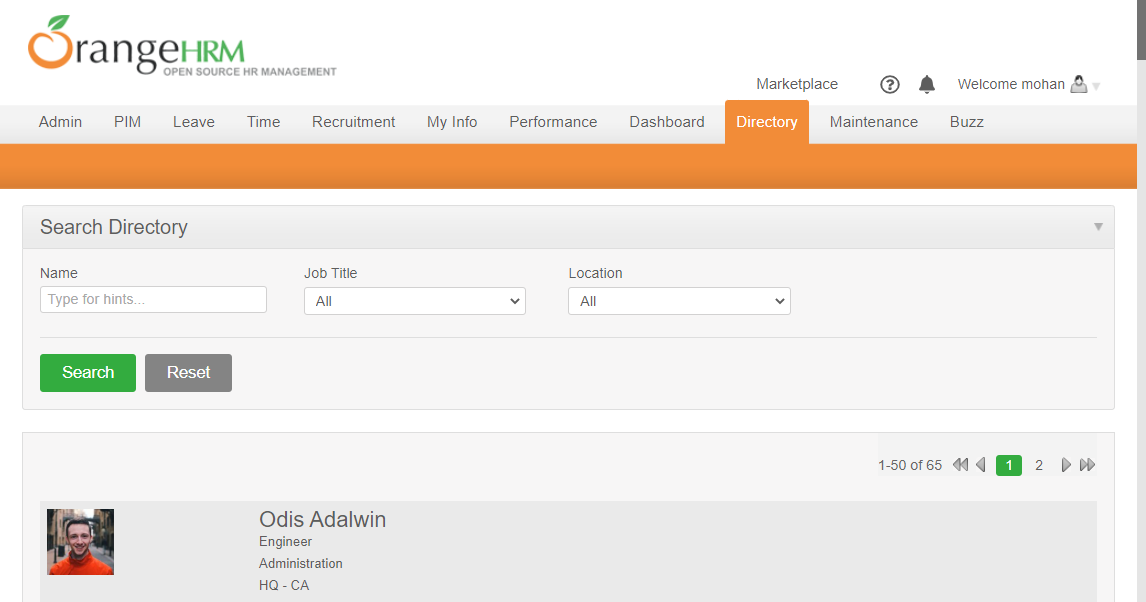 OrangeHRM
OPEN SOURCE HR MANAGEMENT
Marketplace ? Welcome mohan
Admin PIM Leave Time Recruitment My Info Performance Dashboard Directory Maintenance Buzz
Search Directory
Name Job Title Location
Type for hints... All All
Search Reset
1-50 of 65 1 2
Odis Adalwin
Engineer
Administration
HQ - CA